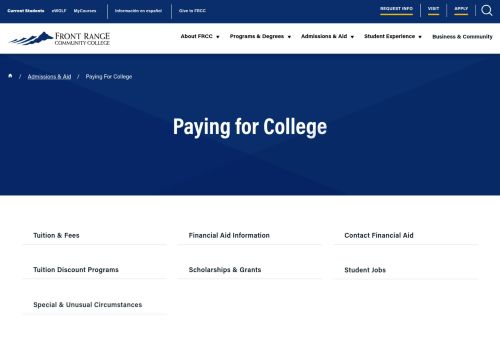 Current Students eWOLF MyCourses Información en español Give to FRCC REQUEST INFO VISIT APPLY
FRONT RANGE
COMMUNITY COLLEGE
About FRCC Programs & Degrees Admissions & Aid Student Experience Business & Community
/ Admissions & Aid / Paying For College
Paying for College
Tuition & Fees Financial Aid Information Contact Financial Aid
Tuition Discount Programs Scholarships & Grants Student Jobs
Special & Unusual Circumstances